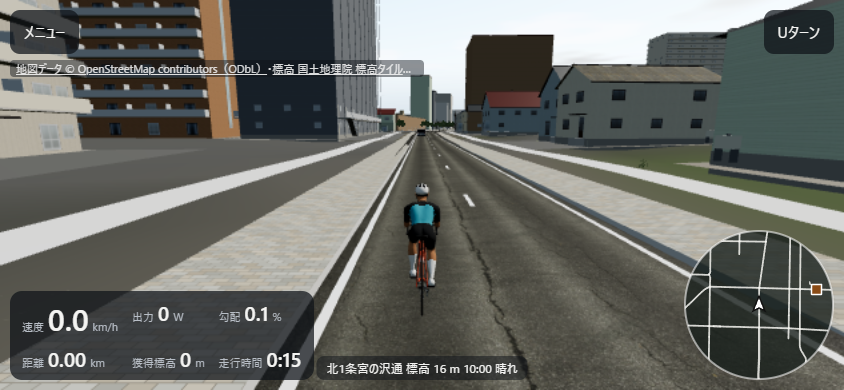 メニュー
Uターン
地図データ © OpenStreetMap contributors（ODbL）・標高 国土地理院 標高タイル...
速度 0.0 km/h
出力 0 W
勾配 0.1 %
距離 0.00 km
獲得標高 0 m
走行時間 0:15
北1条宮の沢通 標高 16 m 10:00 晴れ